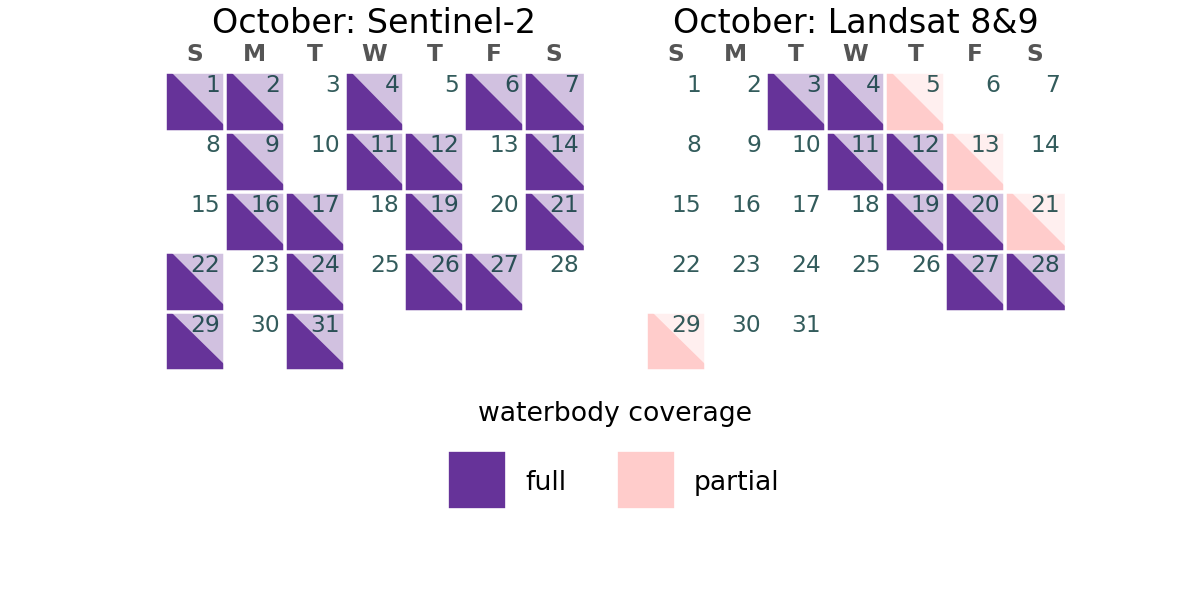 October: Sentinel-2
S M T W T F S
1 2 3 4 5 6 7
8 9 10 11 12 13 14
15 16 17 18 19 20 21
22 23 24 25 26 27 28
29 30 31
October: Landsat 8&9
S M T W T F S
1 2 3 4 5 6 7
8 9 10 11 12 13 14
15 16 17 18 19 20 21
22 23 24 25 26 27 28
29 30 31
waterbody coverage
full partial